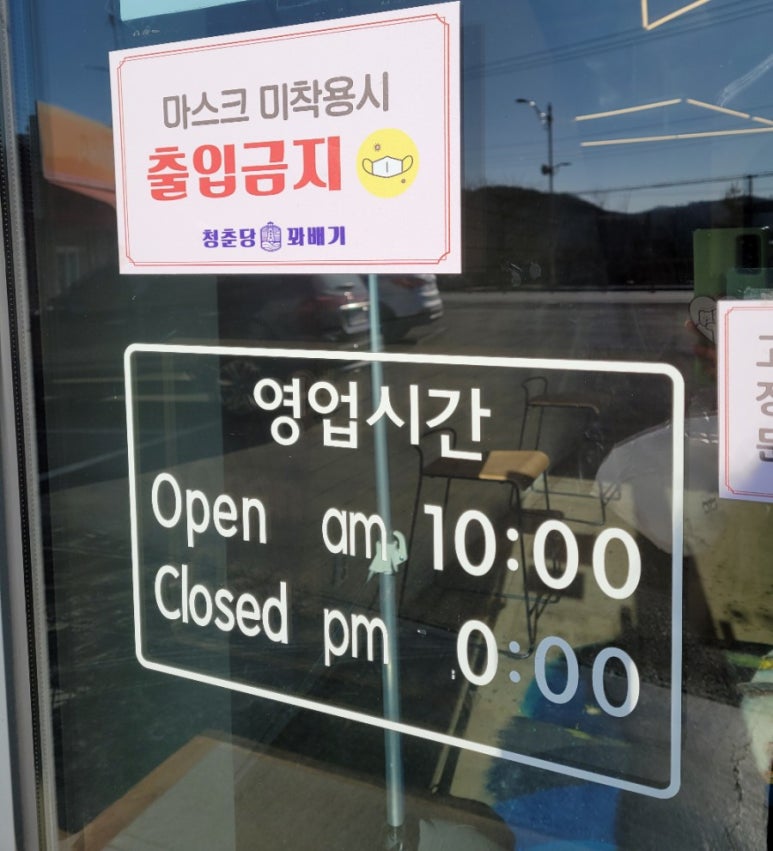 마스크 미착용시
출입금지
청춘당 꽈배기
영업시간
Open am 10:00
Closed pm 0:00